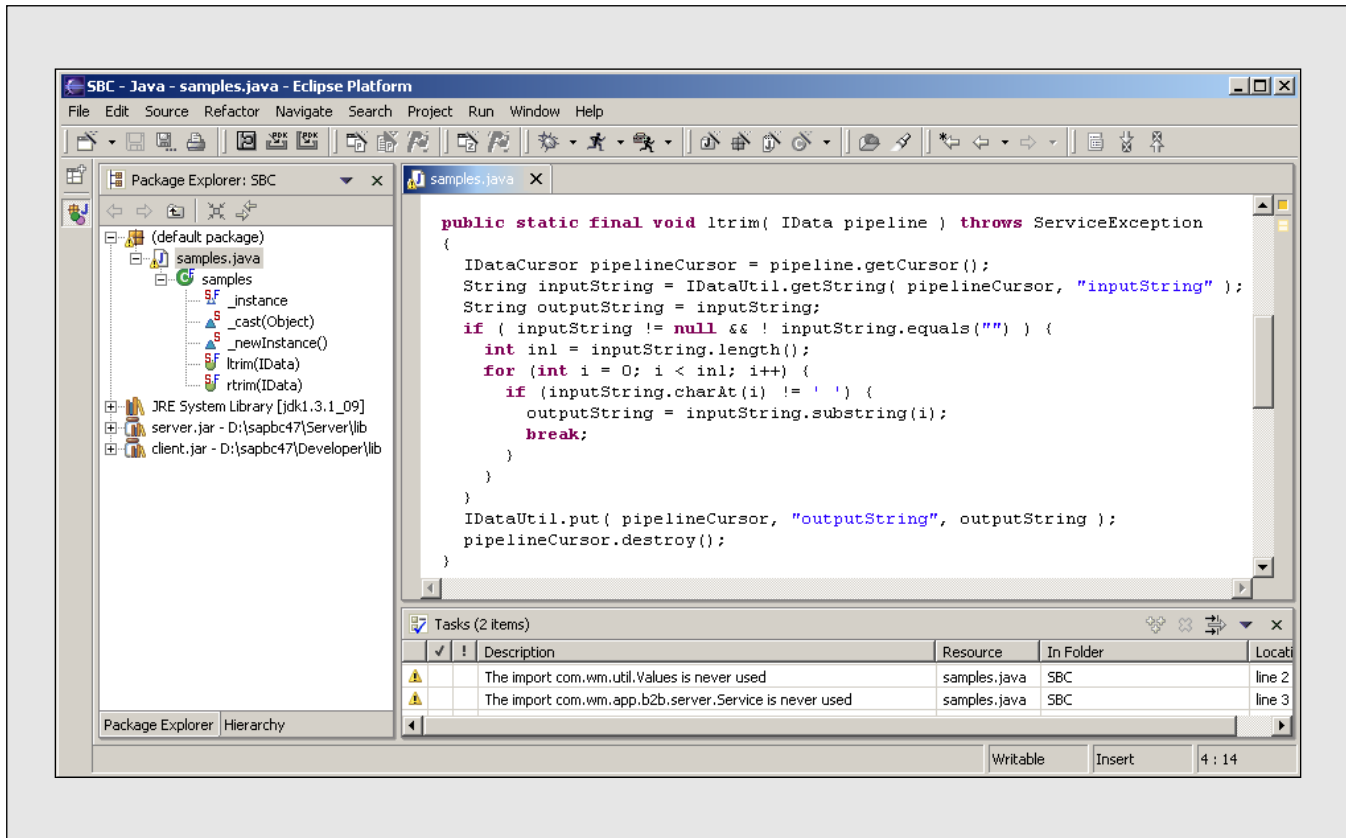 SBC - Java - samples.java - Eclipse Platform
File Edit Source Refactor Navigate Search Project Run Window Help
Package Explorer: SBC
(default package)
samples.java
samples
_instance
_cast(Object)
_newInstance()
ltrim(IData)
rtrim(IData)
JRE System Library [jdk1.3.1_09]
server.jar - D:\sapbc47\Server\lib
client.jar - D:\sapbc47\Developer\lib
Package Explorer Hierarchy
samples.java
public static final void ltrim( IData pipeline ) throws ServiceException
{
IDataCursor pipelineCursor = pipeline.getCursor();
String inputString = IDataUtil.getString( pipelineCursor, "inputString" );
String outputString = inputString;
if ( inputString != null && ! inputString.equals("") ) {
int inl = inputString.length();
for (int i = 0; i < inl; i++) {
if (inputString.charAt(i) != ' ') {
outputString = inputString.substring(i);
break;
}
}
}
IDataUtil.put( pipelineCursor, "outputString", outputString );
pipelineCursor.destroy();
}
Tasks (2 items)
! Description Resource In Folder Locati
The import com.wm.util.Values is never used samples.java SBC line 2
The import com.wm.app.b2b.server.Service is never used samples.java SBC line 3
Writable Insert 4 : 14